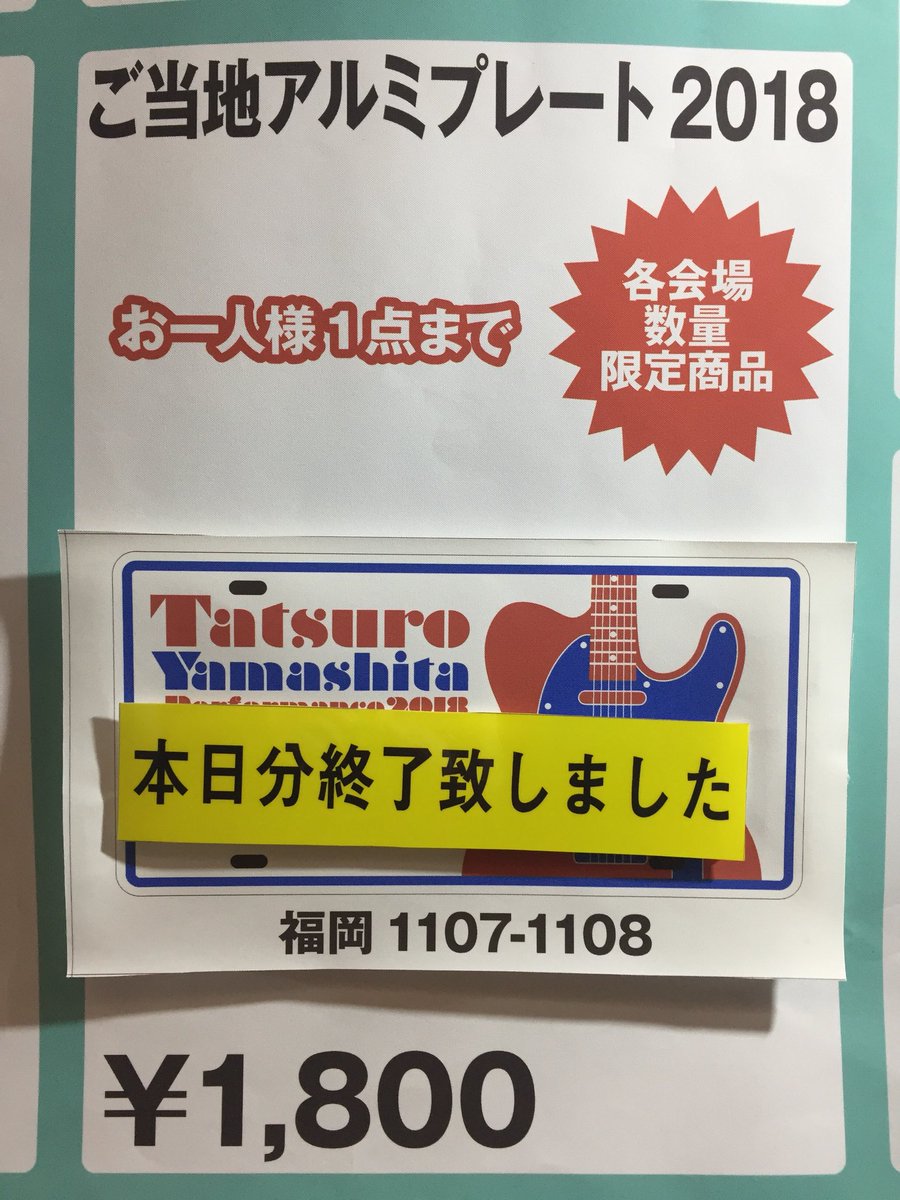 ご当地アルミプレート2018
お一人様1点まで
各会場
数量
限定商品
Tatsuro
Yamashita
Performance2018
本日分終了致しました
福岡 1107-1108
¥1,800